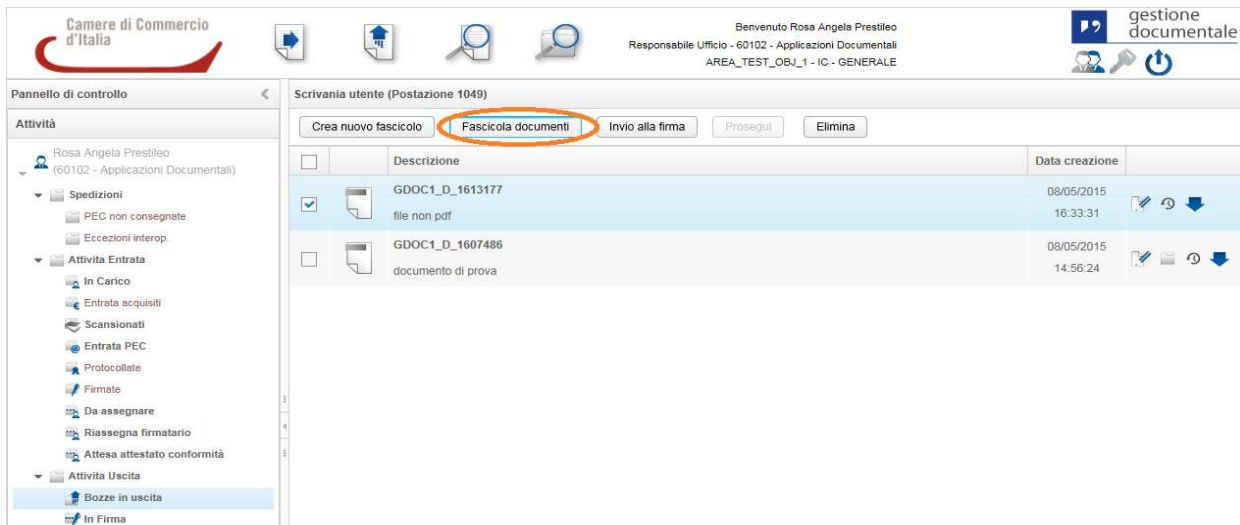 Camere di Commercio
d'Italia
Benvenuto Rosa Angela Prestileo
Responsabile Ufficio - 60102 - Applicazioni Documentali
AREA_TEST_OBJ_1 - IC - GENERALE
gestione
documentale
Pannello di controllo
Scrivania utente (Postazione 1049)
Attività
Crea nuovo fascicolo Fascicola documenti Invio alla firma Prosegui Elimina
Rosa Angela Prestileo
(60102 - Applicazioni Documentali)
Descrizione Data creazione
Spedizioni
PEC non consegnate
Eccezioni interop.
Attivita Entrata
In Carico
Entrata acquisiti
Scansionati
Entrata PEC
Protocollate
Firmate
Da assegnare
Riassegna firmatario
Attesa attestato conformità
Attivita Uscita
Bozze in uscita
In Firma
GDOC1_D_1613177
file non pdf
08/05/2015
16:33:31
GDOC1_D_1607486
documento di prova
08/05/2015
14:56:24